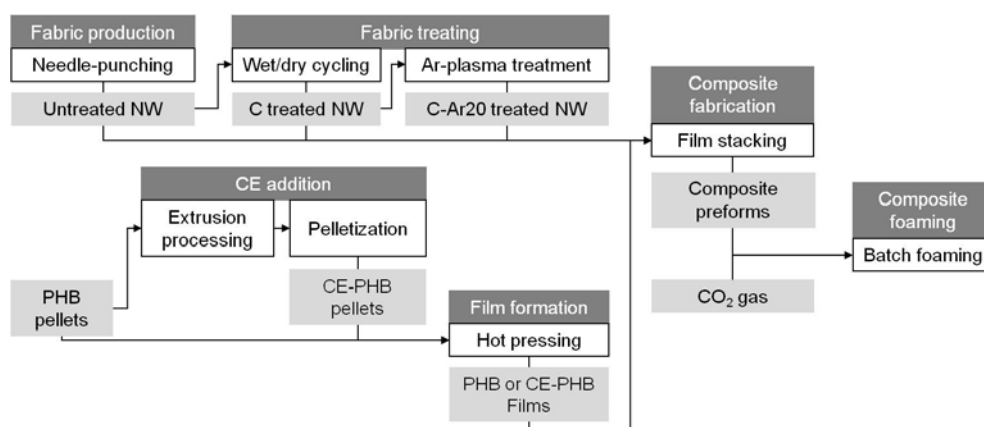 Fabric production
Needle-punching
Untreated NW
Fabric treating
Wet/dry cycling
C treated NW
Ar-plasma treatment
C-Ar20 treated NW
Composite
fabrication
Film stacking
Composite
preforms
CO₂ gas
Composite
foaming
Batch foaming
CE addition
Extrusion
processing
Pelletization
CE-PHB
pellets
PHB
pellets
Film formation
Hot pressing
PHB or CE-PHB
Films